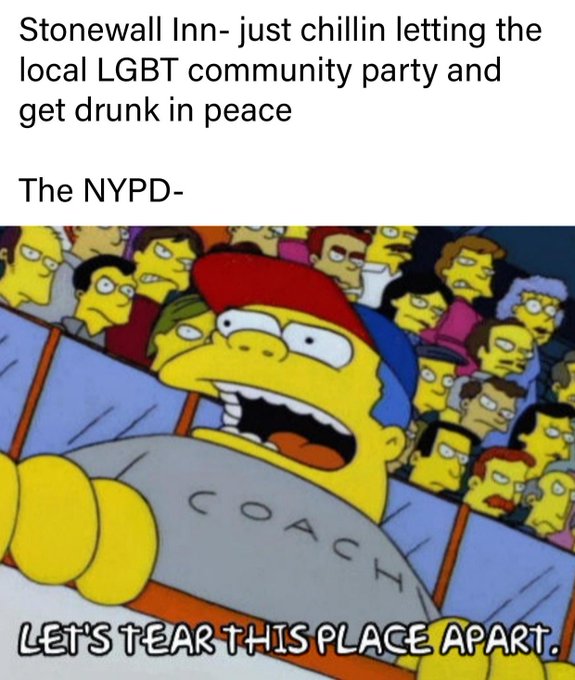 Stonewall Inn- just chillin letting the
local LGBT community party and
get drunk in peace
The NYPD-
COACH
LET'S TEAR THIS PLACE APART.